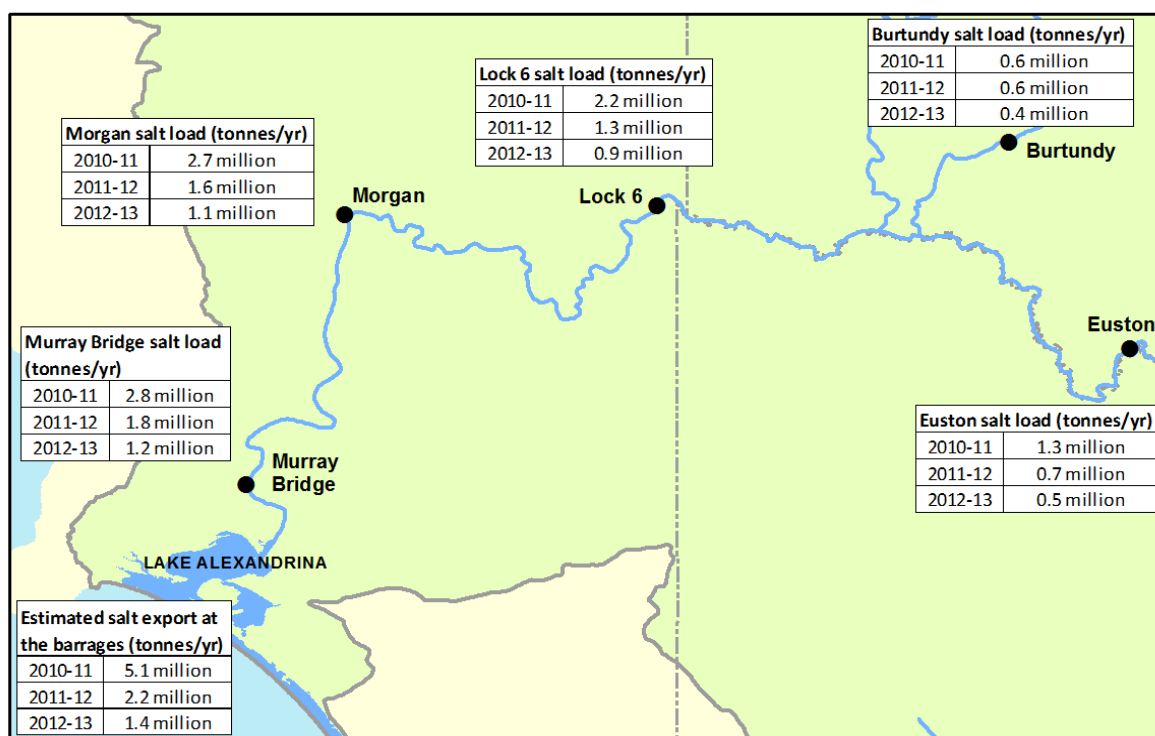 Burtundy salt load (tonnes/yr)
2010-11 0.6 million
2011-12 0.6 million
2012-13 0.4 million
Lock 6 salt load (tonnes/yr)
2010-11 2.2 million
2011-12 1.3 million
2012-13 0.9 million
Morgan salt load (tonnes/yr)
2010-11 2.7 million
2011-12 1.6 million
2012-13 1.1 million
Burtundy
Morgan
Lock 6
Euston
Murray Bridge salt load
(tonnes/yr)
2010-11 2.8 million
2011-12 1.8 million
2012-13 1.2 million
Euston salt load (tonnes/yr)
2010-11 1.3 million
2011-12 0.7 million
2012-13 0.5 million
Murray
Bridge
LAKE ALEXANDRINA
Estimated salt export at
the barrages (tonnes/yr)
2010-11 5.1 million
2011-12 2.2 million
2012-13 1.4 million